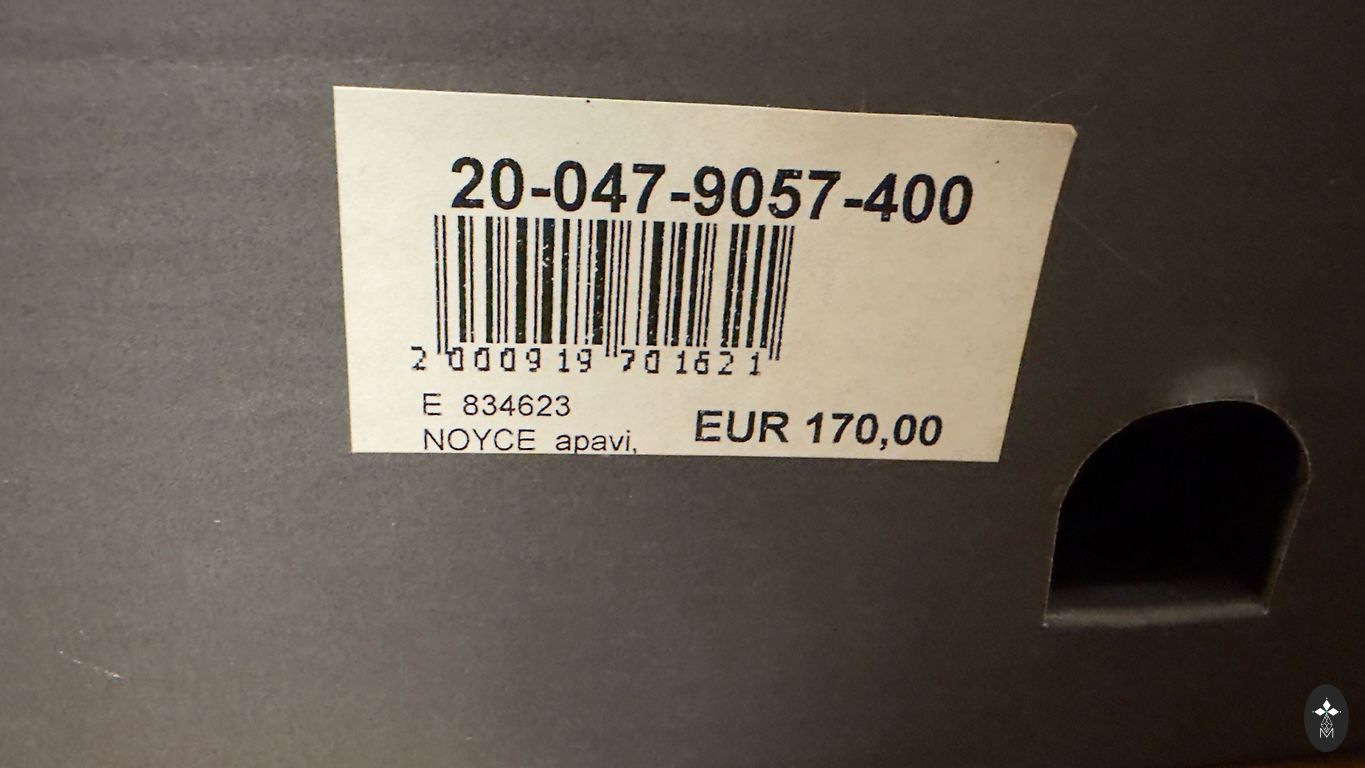 20-047-9057-400
2 000919 701621
E 834623
NOYCE apavi,
EUR 170,00